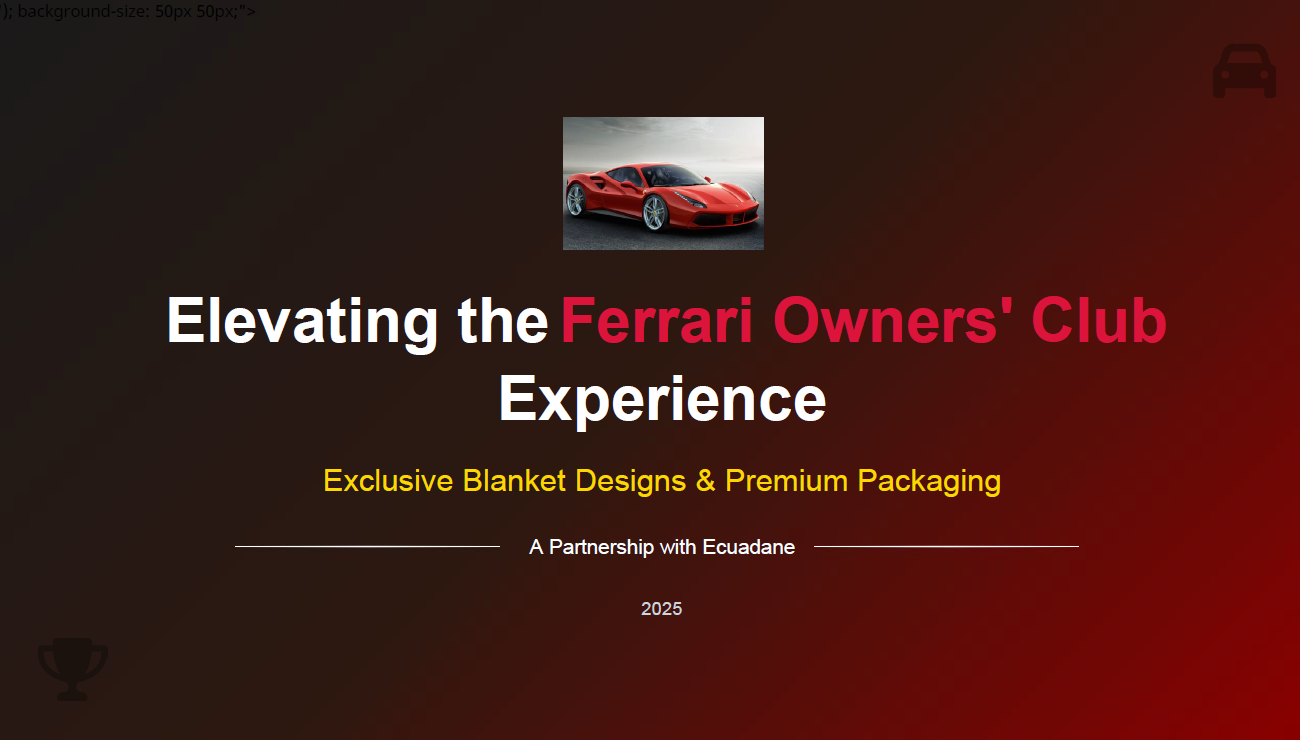 '); background-size: 50px 50px;">
Elevating the Ferrari Owners' Club
Experience
Exclusive Blanket Designs & Premium Packaging
A Partnership with Ecuadane
2025